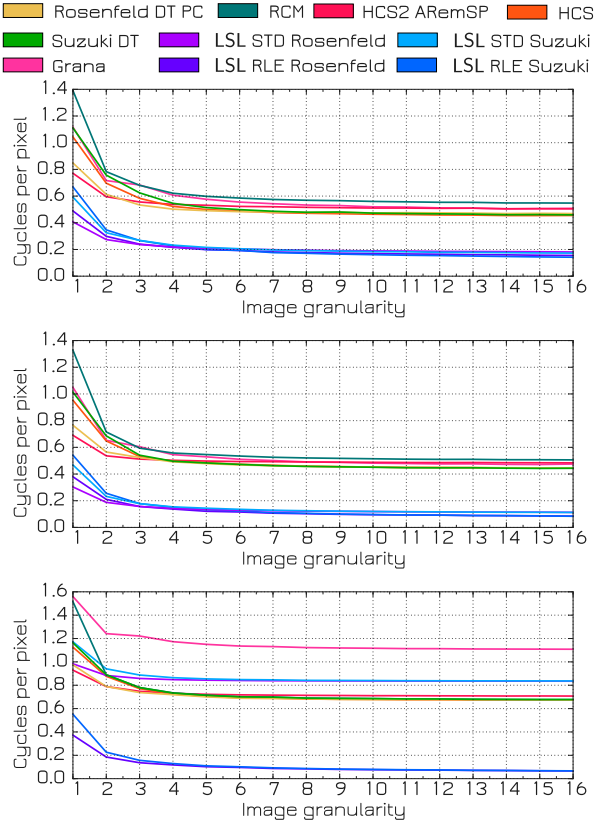 Rosenfeld DT PC RCM HCS2 ARemSP HCS
Suzuki DT LSL STD Rosenfeld LSL STD Suzuki
Grana LSL RLE Rosenfeld LSL RLE Suzuki
1.4
1.2
1.0
0.8
0.6
0.4
0.2
0.0
Cycles per pixel
1 2 3 4 5 6 7 8 9 10 11 12 13 14 15 16
Image granularity
1.4
1.2
1.0
0.8
0.6
0.4
0.2
0.0
Cycles per pixel
1 2 3 4 5 6 7 8 9 10 11 12 13 14 15 16
Image granularity
1.6
1.4
1.2
1.0
0.8
0.6
0.4
0.2
0.0
Cycles per pixel
1 2 3 4 5 6 7 8 9 10 11 12 13 14 15 16
Image granularity